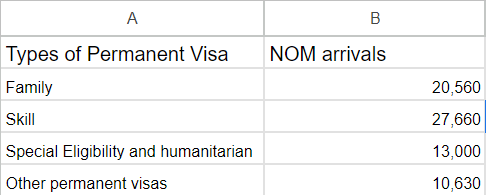 A B
Types of Permanent Visa NOM arrivals
Family 20,560
Skill 27,660
Special Eligibility and humanitarian 13,000
Other permanent visas 10,630